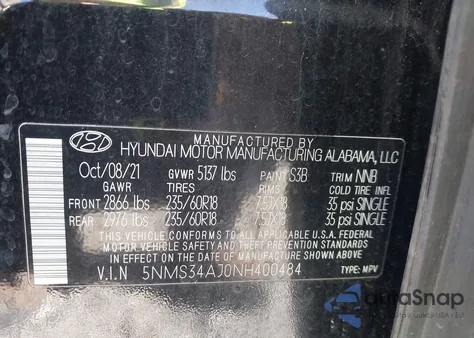 MANUFACTURED BY
HYUNDAI MOTOR MANUFACTURING ALABAMA, LLC
Oct/08/21 GVWR 5137 lbs PAINT S3B TRIM NNB
GAWR TIRES RIMS COLD TIRE INFL
FRONT 2866 lbs 235/60R18 7.5JX18 35 psi SINGLE
REAR 2976 lbs 235/60R18 7.5JX18 35 psi SINGLE
THIS VEHICLE CONFORMS TO ALL APPLICABLE U.S.A. FEDERAL
MOTOR VEHICLE SAFETY, BUMPER, AND THEFT PREVENTION
STANDARDS IN EFFECT ON THE DATE OF MANUFACTURE SHOWN ABOVE.
V.I.N 5NMS34AJ0NH400484 TYPE: MPV
autoSnap